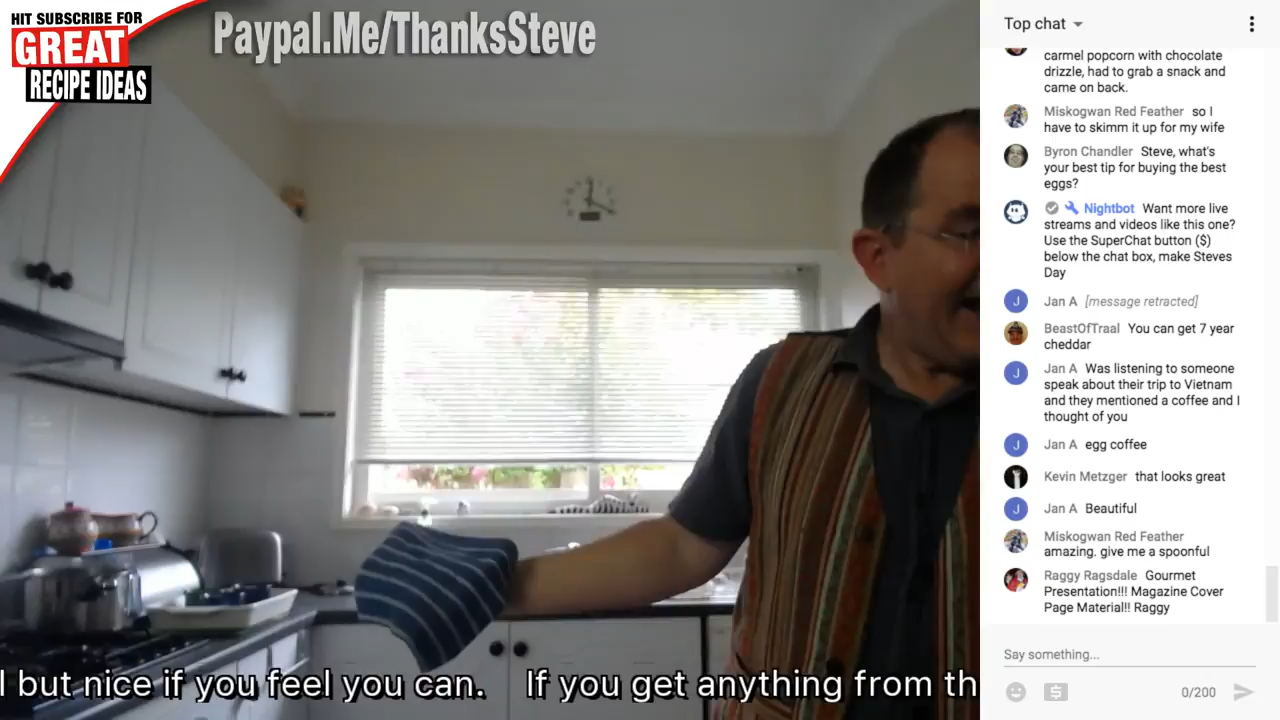 HIT SUBSCRIBE FOR
GREAT
RECIPE IDEAS
Paypal.Me/ThanksSteve
l but nice if you feel you can.    If you get anything from th
Top chat
carmel popcorn with chocolate
drizzle, had to grab a snack and
came on back.
Miskogwan Red Feather so I
have to skimm it up for my wife
Byron Chandler Steve, what's
your best tip for buying the best
eggs?
Nightbot Want more live
streams and videos like this one?
Use the SuperChat button ($)
below the chat box, make Steves
Day
J Jan A [message retracted]
BeastOfTraal You can get 7 year
cheddar
J Jan A Was listening to someone
speak about their trip to Vietnam
and they mentioned a coffee and I
thought of you
J Jan A egg coffee
Kevin Metzger that looks great
J Jan A Beautiful
Miskogwan Red Feather
amazing. give me a spoonful
Raggy Ragsdale Gourmet
Presentation!!! Magazine Cover
Page Material!! Raggy
Say something...
0/200